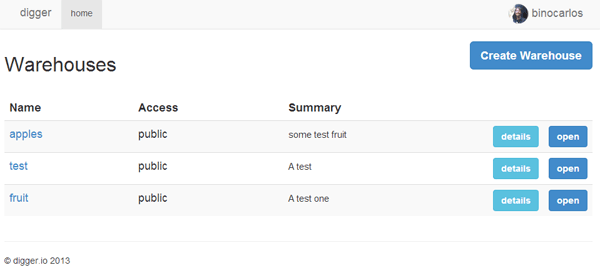 digger home binocarlos
Create Warehouse
Warehouses
Name Access Summary
apples public some test fruit details open
test public A test details open
fruit public A test one details open
© digger.io 2013